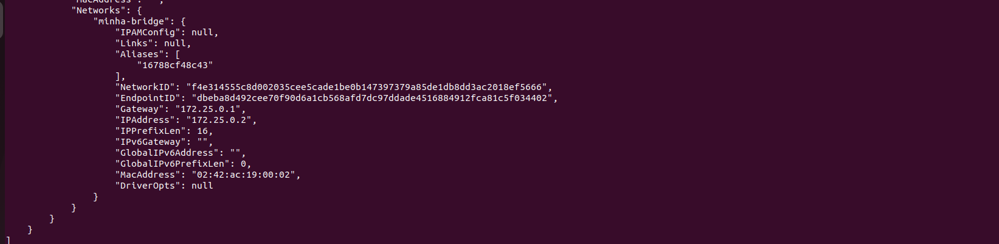 "MacAddress": "",
"Networks": {
"minha-bridge": {
"IPAMConfig": null,
"Links": null,
"Aliases": [
"16788cf48c43"
],
"NetworkID": "f4e314555c8d002035cee5cade1be0b147397379a85de1db8dd3ac2018ef5666",
"EndpointID": "dbeba8d492cee70f90d6a1cb568afd7dc97ddade4516884912fca81c5f034402",
"Gateway": "172.25.0.1",
"IPAddress": "172.25.0.2",
"IPPrefixLen": 16,
"IPv6Gateway": "",
"GlobalIPv6Address": "",
"GlobalIPv6PrefixLen": 0,
"MacAddress": "02:42:ac:19:00:02",
"DriverOpts": null
}
}
}
}
]